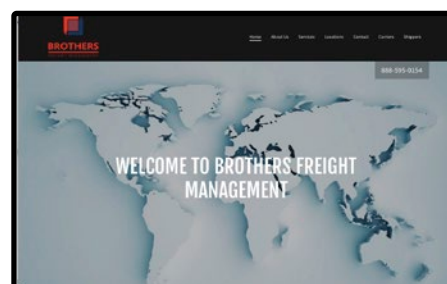 BROTHERS
Home About Us Services Locations Contact Carriers Shippers
888-595-0154
WELCOME TO BROTHERS FREIGHT
MANAGEMENT